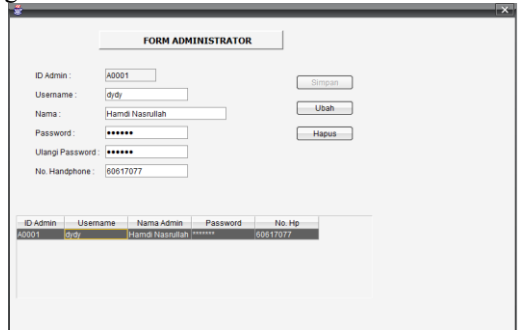 FORM ADMINISTRATOR
ID Admin : A0001
Simpan
Username : dydy
Ubah
Nama : Hamdi Nasrullah
Password : ••••••
Hapus
Ulangi Password : ••••••
No. Handphone : 60617077
ID Admin Username Nama Admin Password No. Hp
A0001 dydy Hamdi Nasrullah ******* 60617077